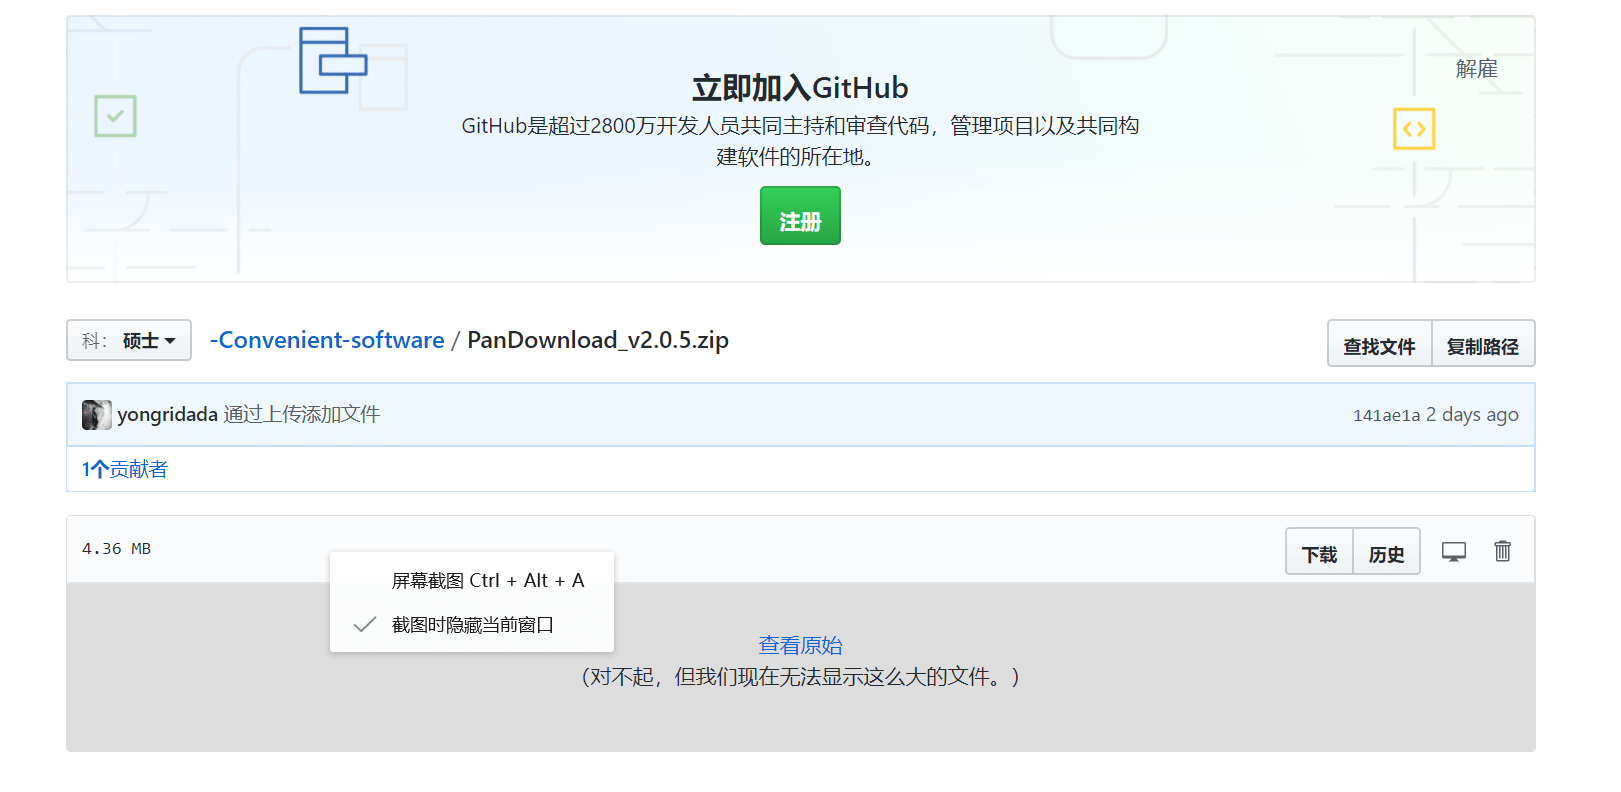 立即加入GitHub
解雇
GitHub是超过2800万开发人员共同主持和审查代码，管理项目以及共同构
建软件的所在地。
注册
科： 硕士
-Convenient-software / PanDownload_v2.0.5.zip
查找文件 复制路径
yongridada 通过上传添加文件
141ae1a 2 days ago
1个贡献者
4.36 MB
下载 历史
屏幕截图 Ctrl + Alt + A
截图时隐藏当前窗口
查看原始
（对不起，但我们现在无法显示这么大的文件。）